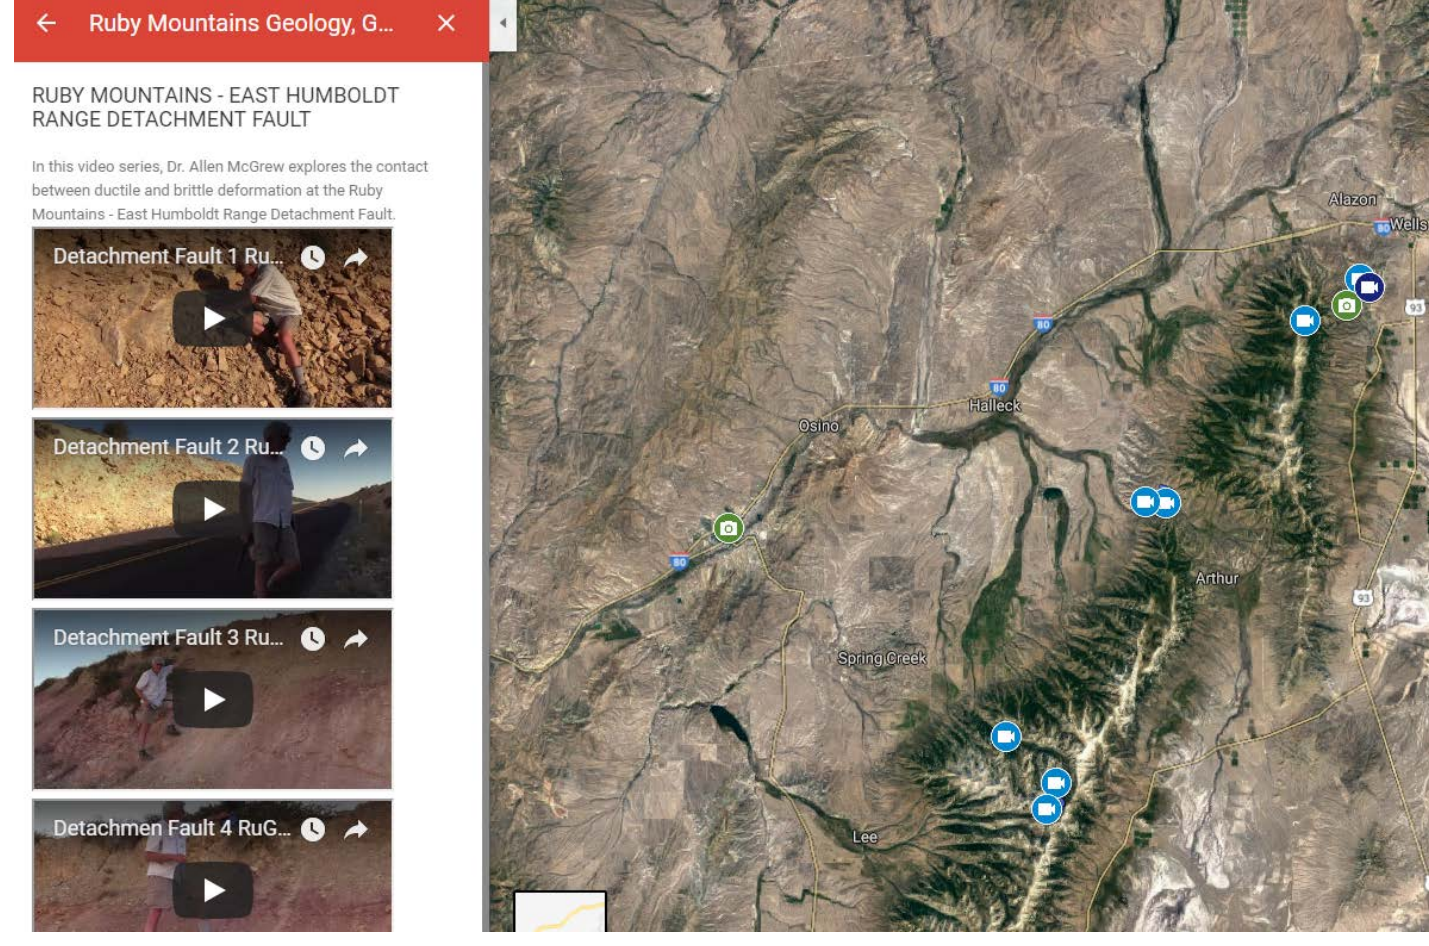 Ruby Mountains Geology, G...
RUBY MOUNTAINS - EAST HUMBOLDT
RANGE DETACHMENT FAULT
In this video series, Dr. Allen McGrew explores the contact
between ductile and brittle deformation at the Ruby
Mountains - East Humboldt Range Detachment Fault.
Detachment Fault 1 Ru...
Detachment Fault 2 Ru...
Detachment Fault 3 Ru...
Detachmen Fault 4 RuG...
Alazon
80
Wells
93
80
80
Halleck
Osino
80
Arthur
93
Spring Creek
Lee